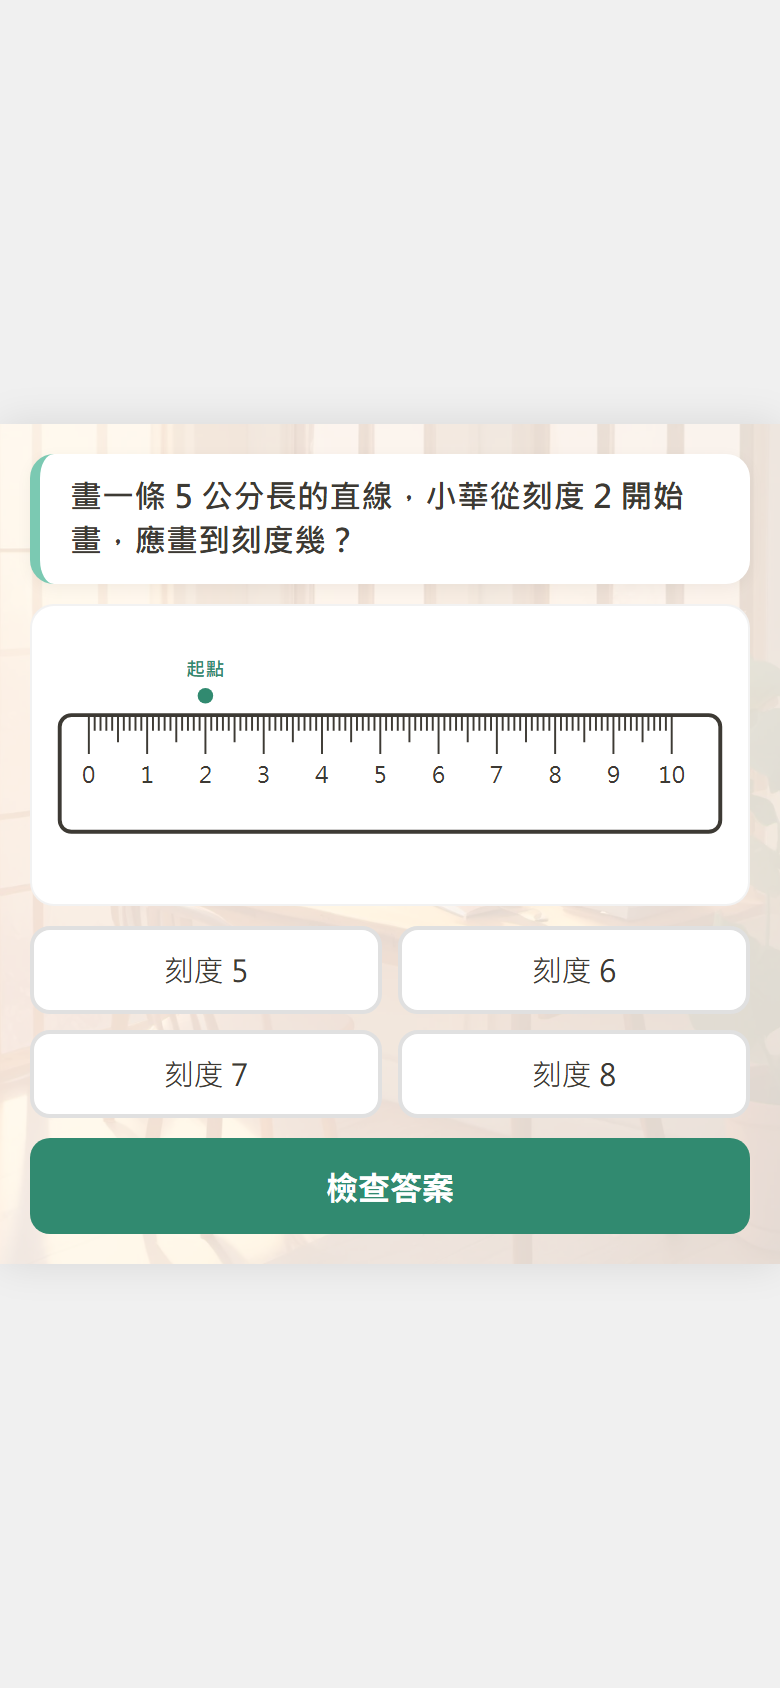 畫一條 5 公分長的直線，小華從刻度 2 開始
畫，應畫到刻度幾？
起點
0 1 2 3 4 5 6 7 8 9 10
刻度 5
刻度 6
刻度 7
刻度 8
檢查答案